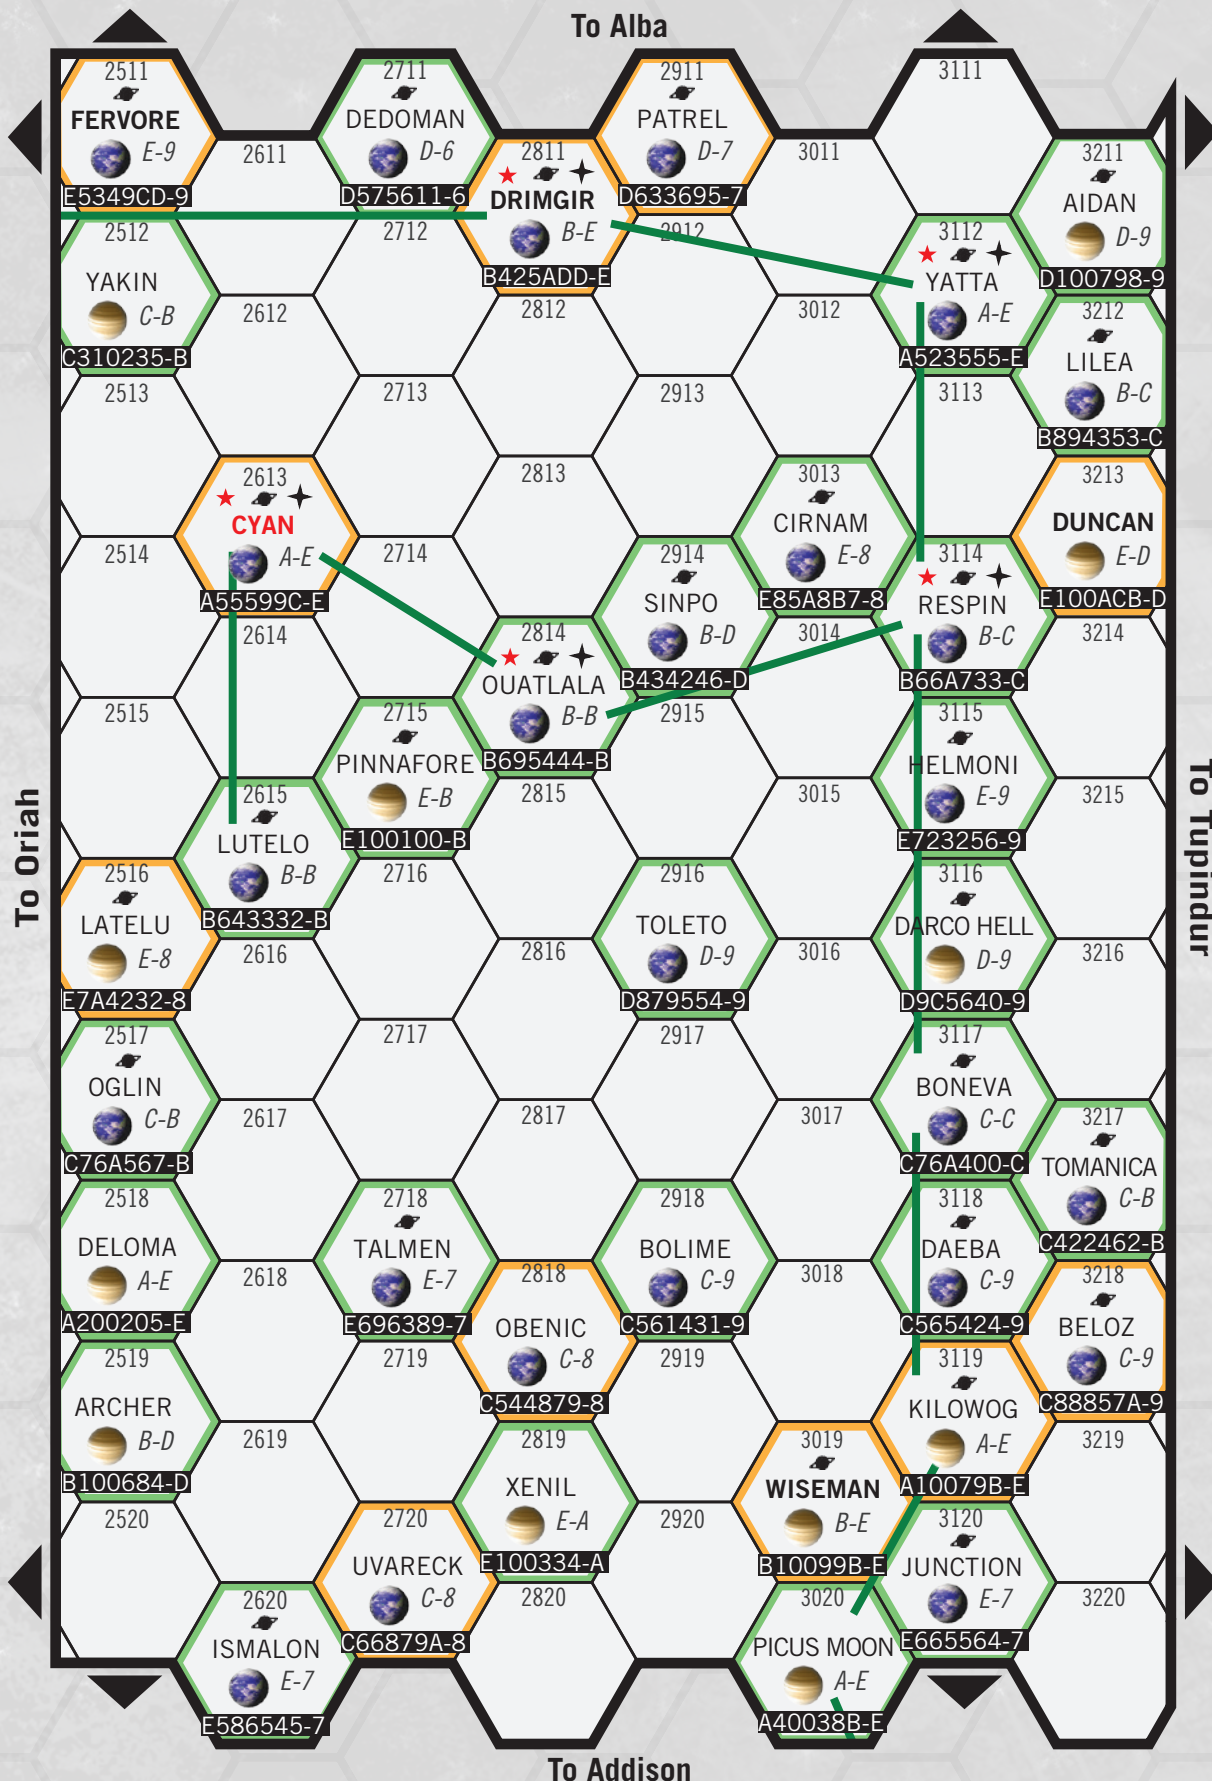 To Alba
2511
FERVORE
E-9
E5349CD-9
2512
YAKIN
C-B
C310235-B
2513
2514
2515
2516
LATELU
E-8
E7A4232-8
2517
OGLIN
C-B
C76A567-B
2518
DELOMA
A-E
A200205-E
2519
ARCHER
B-D
B100684-D
2520
2611
2612
2613
CYAN
A-E
A55599C-E
2614
2615
LUTELO
B-B
B643332-B
2616
2617
2618
2619
2620
ISMALON
E-7
E586545-7
2711
DEDOMAN
D-6
D575611-6
2712
2713
2714
2715
PINNAFORE
E-B
E100100-B
2716
2717
2718
TALMEN
E-7
E696389-7
2719
2720
UVARECK
C-8
C66879A-8
2811
DRIMGIR
B-E
B425ADD-E
2812
2813
2814
OUATLALA
B-B
B695444-B
2815
2816
2817
2818
OBENIC
C-8
C544879-8
2819
XENIL
E-A
E100334-A
2820
2911
PATREL
D-7
D633695-7
2912
2913
2914
SINPO
B-D
B434246-D
2915
2916
TOLETO
D-9
D879554-9
2917
2918
BOLIME
C-9
C561431-9
2919
2920
3011
3012
3013
CIRNAM
E-8
E85A8B7-8
3014
3015
3016
3017
3018
3019
WISEMAN
B-E
B10099B-E
3020
PICUS MOON
A-E
A40038B-E
3111
3112
YATTA
A-E
A523555-E
3113
3114
RESPIN
B-C
B66A733-C
3115
HELMONI
E-9
E723256-9
3116
DARCO HELL
D-9
D9C5640-9
3117
BONEVA
C-C
C76A400-C
3118
DAEBA
C-9
C565424-9
3119
KILOWOG
A-E
A10079B-E
3120
JUNCTION
E-7
E665564-7
3211
AIDAN
D-9
D100798-9
3212
LILEA
B-C
B894353-C
3213
DUNCAN
E-D
E100ACB-D
3214
3215
3216
3217
TOMANICA
C-B
C422462-B
3218
BELOZ
C-9
C88857A-9
3219
3220
To Oriah
To Tupindur
To Addison